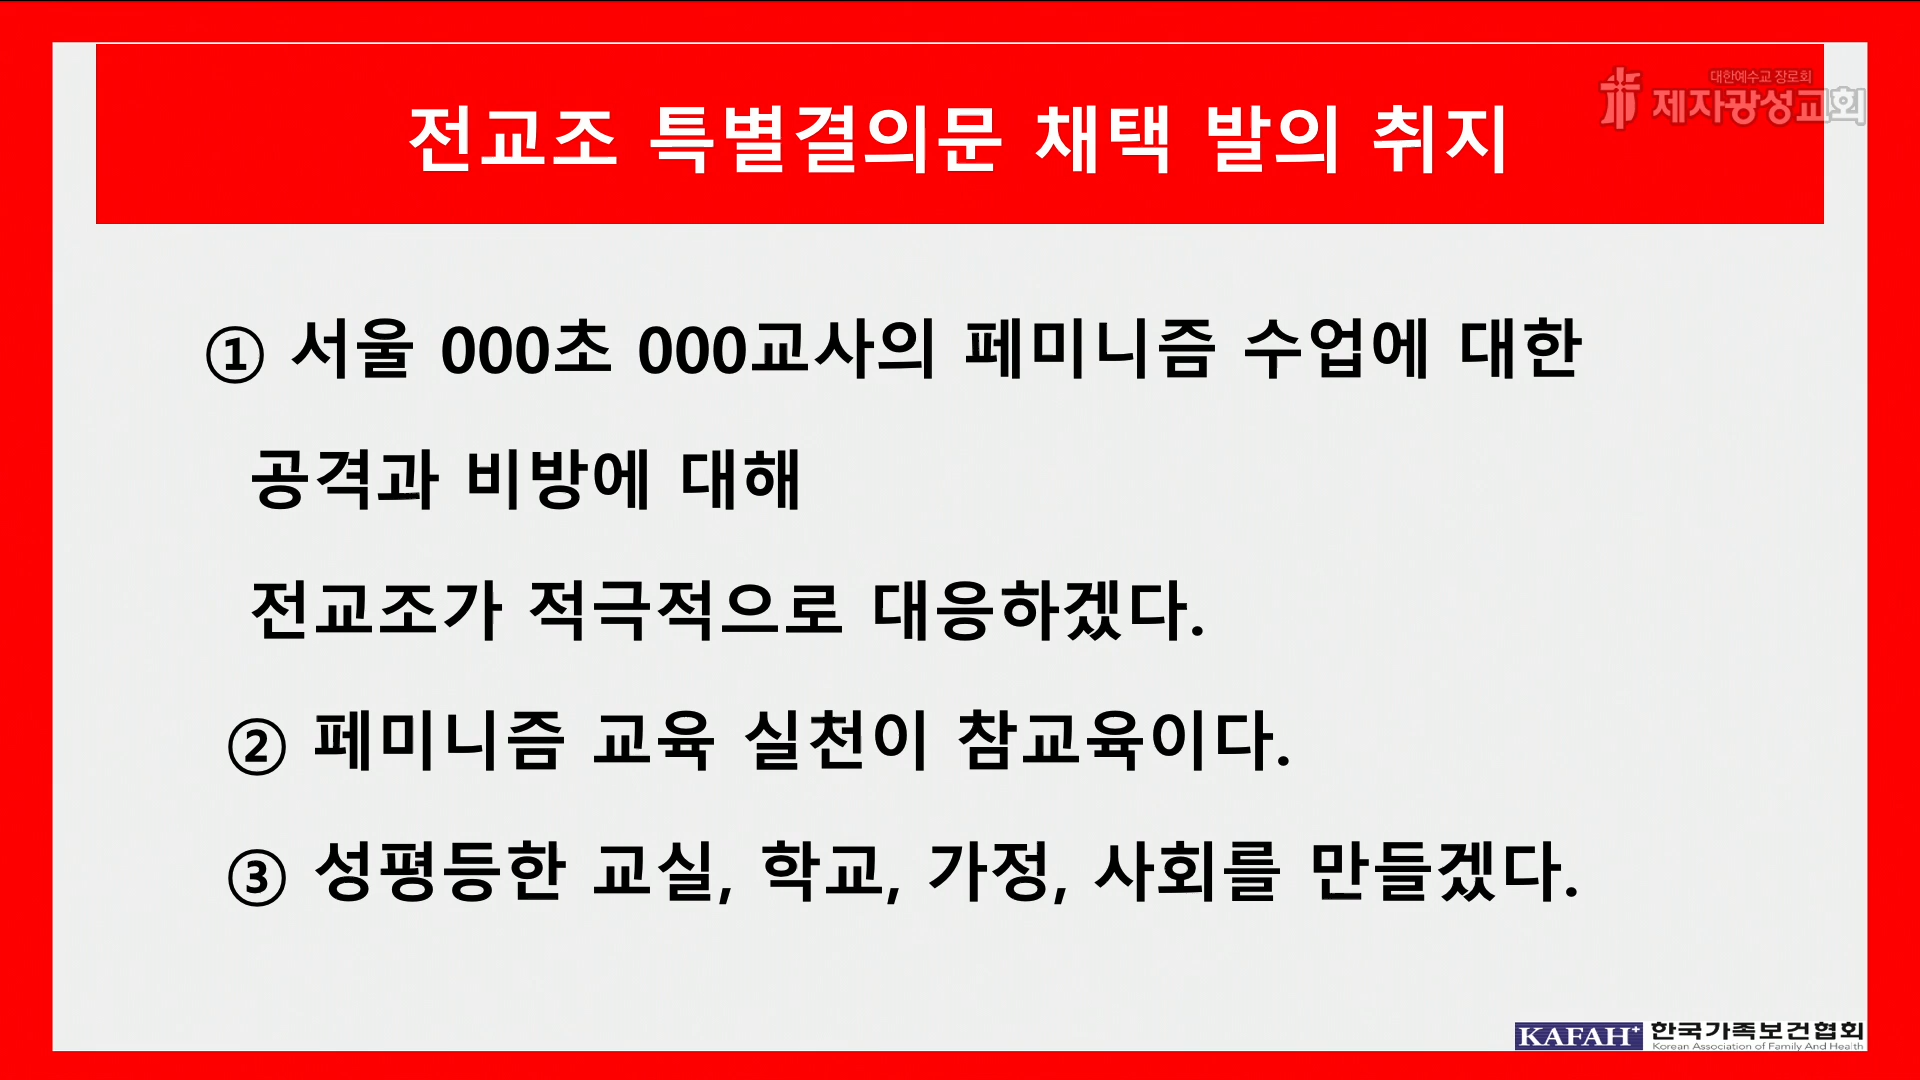 대한예수교 장로회
제자광성교회
전교조 특별결의문 채택 발의 취지
① 서울 000초 000교사의 페미니즘 수업에 대한
공격과 비방에 대해
전교조가 적극적으로 대응하겠다.
② 페미니즘 교육 실천이 참교육이다.
③ 성평등한 교실, 학교, 가정, 사회를 만들겠다.
KAFAH+ 한국가족보건협회
Korean Association of Family And Health